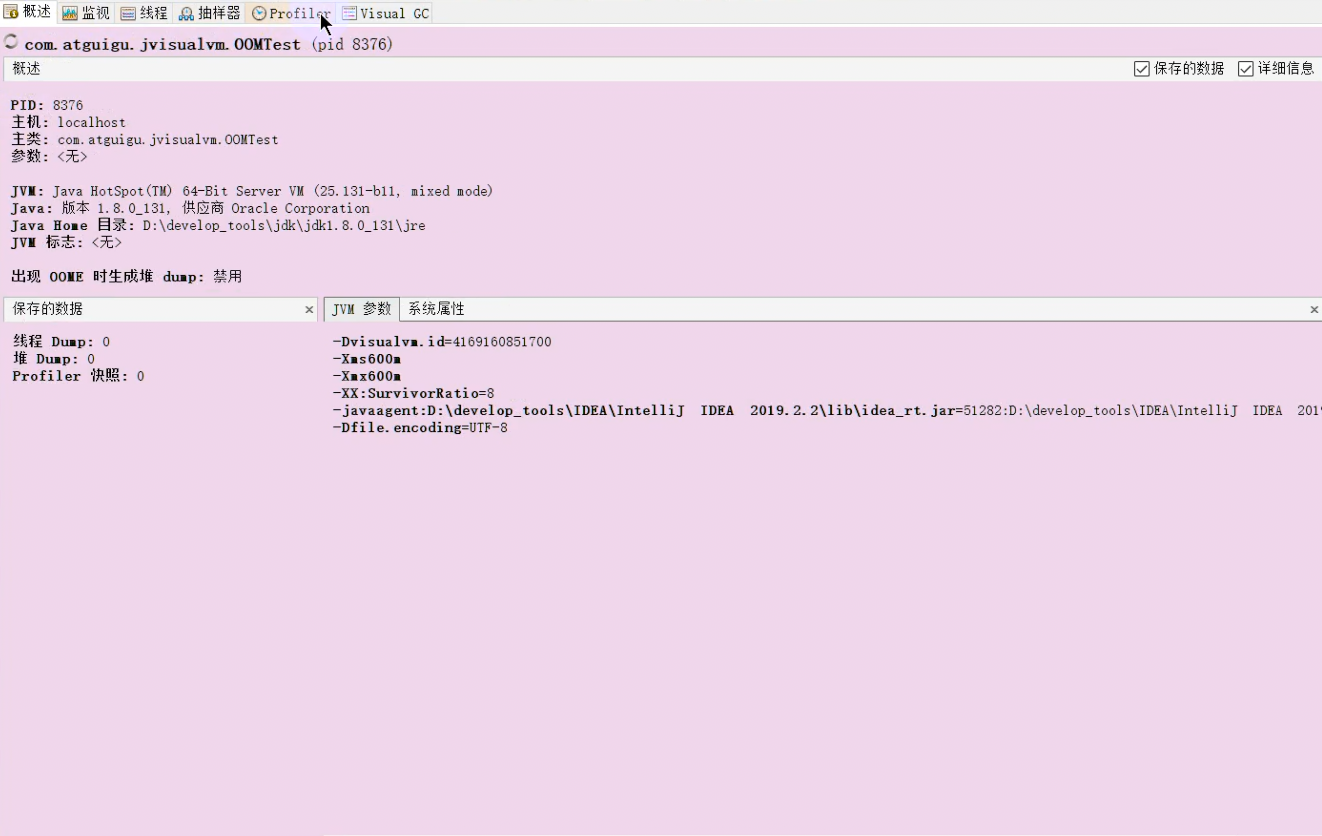 概述 监视 线程 抽样器 Profiler Visual GC
com.atguigu.jvisualvm.OOMTest (pid 8376)
概述 保存的数据 详细信息
PID: 8376
主机: localhost
主类: com.atguigu.jvisualvm.OOMTest
参数: <无>
JVM: Java HotSpot(TM) 64-Bit Server VM (25.131-b11, mixed mode)
Java: 版本 1.8.0_131, 供应商 Oracle Corporation
Java Home 目录: D:\develop_tools\jdk\jdk1.8.0_131\jre
JVM 标志: <无>
出现 OOME 时生成堆 dump: 禁用
保存的数据 × JVM 参数 系统属性 ×
线程 Dump: 0
堆 Dump: 0
Profiler 快照: 0
-Dvisualvm.id=4169160851700
-Xms600m
-Xmx600m
-XX:SurvivorRatio=8
-javaagent:D:\develop_tools\IDEA\IntelliJ IDEA 2019.2.2\lib\idea_rt.jar=51282:D:\develop_tools\IDEA\IntelliJ IDEA 201
-Dfile.encoding=UTF-8